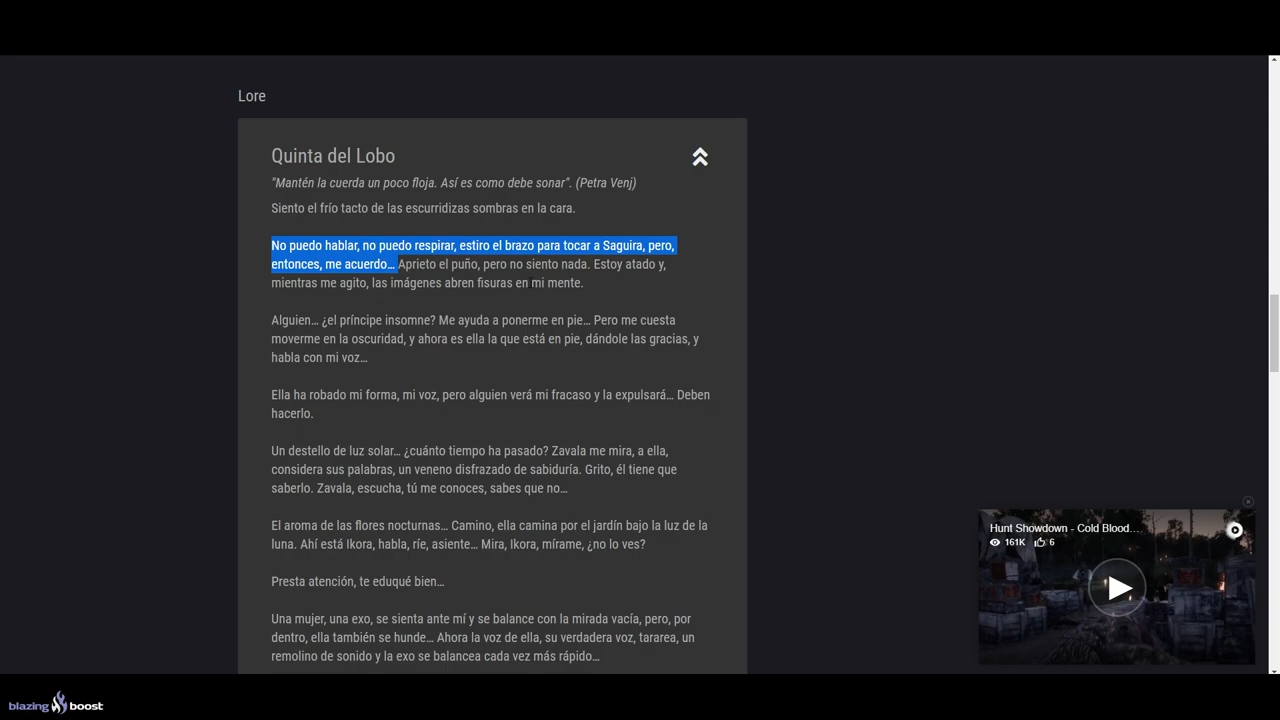 Lore
Quinta del Lobo
"Mantén la cuerda un poco floja. Así es como debe sonar". (Petra Venj)
Siento el frío tacto de las escurridizas sombras en la cara.
No puedo hablar, no puedo respirar, estiro el brazo para tocar a Saguira, pero,
entonces, me acuerdo… Aprieto el puño, pero no siento nada. Estoy atado y,
mientras me agito, las imágenes abren fisuras en mi mente.
Alguien… ¿el príncipe insomne? Me ayuda a ponerme en pie… Pero me cuesta
moverme en la oscuridad, y ahora es ella la que está en pie, dándole las gracias, y
habla con mi voz…
Ella ha robado mi forma, mi voz, pero alguien verá mi fracaso y la expulsará… Deben
hacerlo.
Un destello de luz solar… ¿cuánto tiempo ha pasado? Zavala me mira, a ella,
considera sus palabras, un veneno disfrazado de sabiduría. Grito, él tiene que
saberlo. Zavala, escucha, tú me conoces, sabes que no…
El aroma de las flores nocturnas… Camino, ella camina por el jardín bajo la luz de la
luna. Ahí está Ikora, habla, ríe, asiente… Mira, Ikora, mírame, ¿no lo ves?
Presta atención, te eduqué bien…
Una mujer, una exo, se sienta ante mí y se balance con la mirada vacía, pero, por
dentro, ella también se hunde… Ahora la voz de ella, su verdadera voz, tararea, un
remolino de sonido y la exo se balancea cada vez más rápido…
Hunt Showdown - Cold Blood…
161K 6
blazing boost